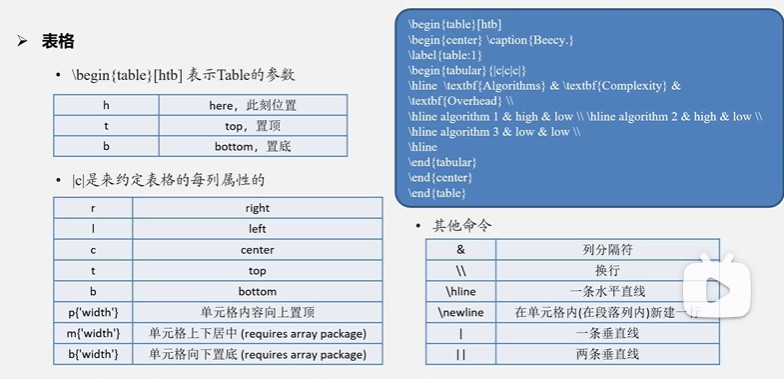 ➢ 表格
• \begin{table}[htb] 表示Table的参数
h here，此刻位置
t top，置顶
b bottom，置底
• |c|是来约定表格的每列属性的
r right
l left
c center
t top
b bottom
p{'width'} 单元格内容向上置顶
m{'width'} 单元格上下居中 (requires array package)
b{'width'} 单元格向下置底 (requires array package)
\begin{table}[htb]
\begin{center} \caption{Beecy.}
\label{table:1}
\begin{tabular}{|c|c|c|}
\hline \textbf{Algorithms} & \textbf{Complexity} &
\textbf{Overhead} \\
\hline algorithm 1 & high & low \\ \hline algorithm 2 & high & low \\
\hline algorithm 3 & low & low \\
\hline
\end{tabular}
\end{center}
\end{table}
• 其他命令
& 列分隔符
\\ 换行
\hline 一条水平直线
\newline 在单元格内(在段落列内)新建一行
| 一条垂直线
|| 两条垂直线